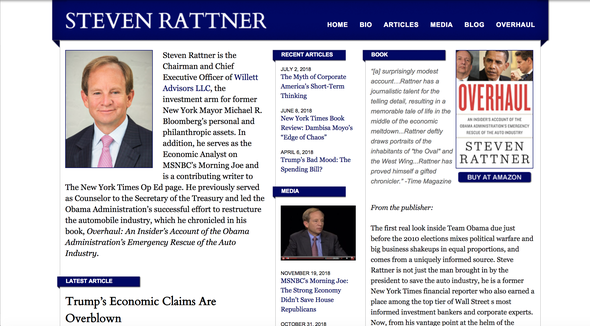 STEVEN RATTNER
HOME BIO ARTICLES MEDIA BLOG OVERHAUL
Steven Rattner is the
Chairman and Chief
Executive Officer of Willett
Advisors LLC, the
investment arm for former
New York Mayor Michael R.
Bloomberg's personal and
philanthropic assets. In
addition, he serves as the
Economic Analyst on
MSNBC's Morning Joe and
is a contributing writer to
The New York Times Op Ed page. He previously served
as Counselor to the Secretary of the Treasury and led the
Obama Administration's successful effort to restructure
the automobile industry, which he chronicled in his
book, Overhaul: An Insider's Account of the Obama
Administration's Emergency Rescue of the Auto
Industry.
LATEST ARTICLE
Trump's Economic Claims Are
Overblown
RECENT ARTICLES
JULY 2, 2018
The Myth of Corporate
America's Short-Term
Thinking
JUNE 8, 2018
New York Times Book
Review: Dambisa Moyo's
"Edge of Chaos"
APRIL 6, 2018
Trump's Bad Mood: The
Spending Bill?
MEDIA
NOVEMBER 19, 2018
MSNBC's Morning Joe:
The Strong Economy
Didn't Save House
Republicans
OCTOBER 31, 2018
BOOK
"[a] surprisingly modest
account...Rattner has a
journalist talent for the
telling detail, resulting in a
memorable tale of life in the
middle of the economic
meltdown...Rattner deftly
draws portraits of the
inhabitants of "the Oval" and
the West Wing...Rattner has
proved himself a gifted
chronicler." -Time Magazine
OVERHAUL
AN INSIDER'S ACCOUNT OF THE
OBAMA ADMINISTRATION'S EMERGENCY
RESCUE OF THE AUTO INDUSTRY
STEVEN
RATTNER
BUY AT AMAZON
From the publisher:
The first real look inside Team Obama due just
before the 2010 elections mixes political warfare and
big business shakeups in equal proportions, and
comes from a uniquely informed source. Steve
Rattner is not just the man brought in by the
president to save the auto industry, he is a former
New York Times financial reporter who also earned a
place among the top tier of Wall Street s most
informed investment bankers and corporate experts.
Now, from his vantage point at the helm of the